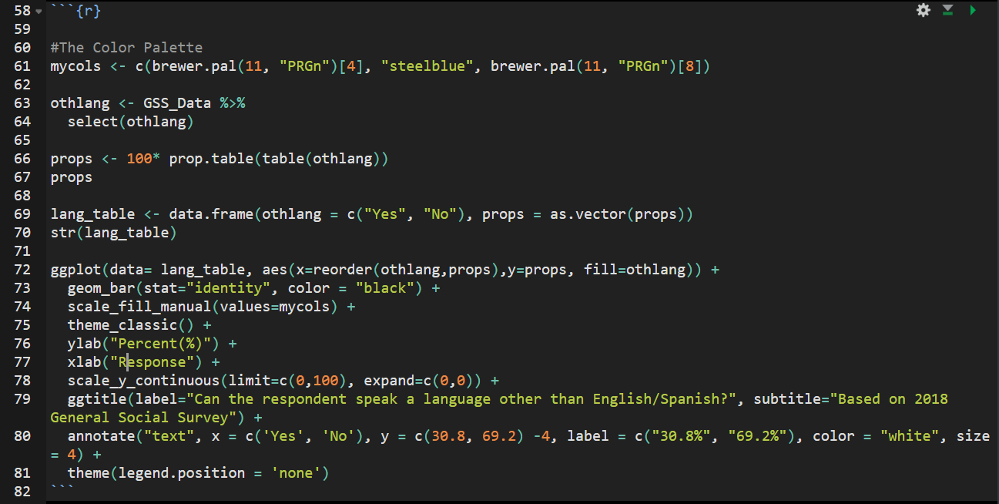 58 ```{r}
59
60 #The Color Palette
61 mycols <- c(brewer.pal(11, "PRGn")[4], "steelblue", brewer.pal(11, "PRGn")[8])
62
63 othlang <- GSS_Data %>%
64   select(othlang)
65
66 props <- 100* prop.table(table(othlang))
67 props
68
69 lang_table <- data.frame(othlang = c("Yes", "No"), props = as.vector(props))
70 str(lang_table)
71
72 ggplot(data= lang_table, aes(x=reorder(othlang,props),y=props, fill=othlang)) +
73   geom_bar(stat="identity", color = "black") +
74   scale_fill_manual(values=mycols) +
75   theme_classic() +
76   ylab("Percent(%)") +
77   xlab("Response") +
78   scale_y_continuous(limit=c(0,100), expand=c(0,0)) +
79   ggtitle(label="Can the respondent speak a language other than English/Spanish?", subtitle="Based on 2018
General Social Survey") +
80   annotate("text", x = c('Yes', 'No'), y = c(30.8, 69.2) -4, label = c("30.8%", "69.2%"), color = "white", size
= 4) +
81   theme(legend.position = 'none')
82 ```